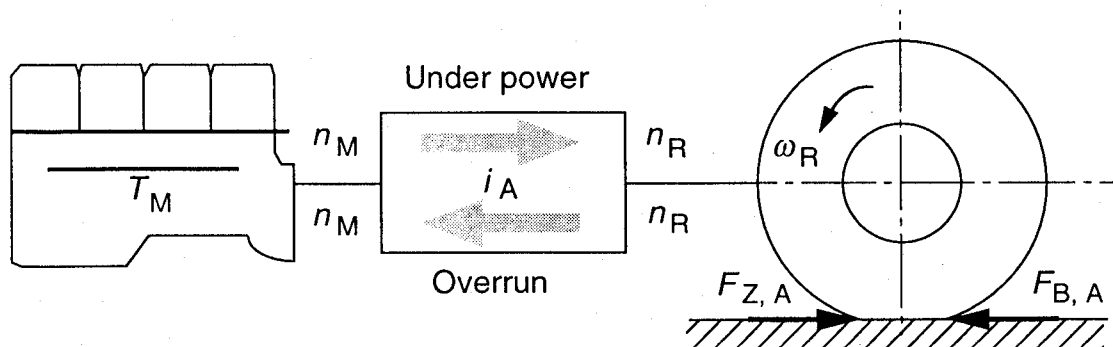 Under power
n_M
n_R
ω_R
T_M
i_A
n_M
n_R
Overrun
F_Z, A
F_B, A